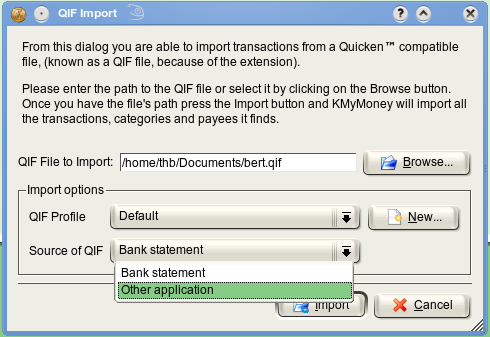 QIF Import
From this dialog you are able to import transactions from a Quicken™ compatible
file, (known as a QIF file, because of the extension).
Please enter the path to the QIF file or select it by clicking on the Browse button.
Once you have the file's path press the Import button and KMyMoney will import all
the transactions, categories and payees it finds.
QIF File to Import: /home/thb/Documents/bert.qif Browse...
Import options
QIF Profile Default New...
Source of QIF Bank statement
Bank statement
Other application
Import Cancel